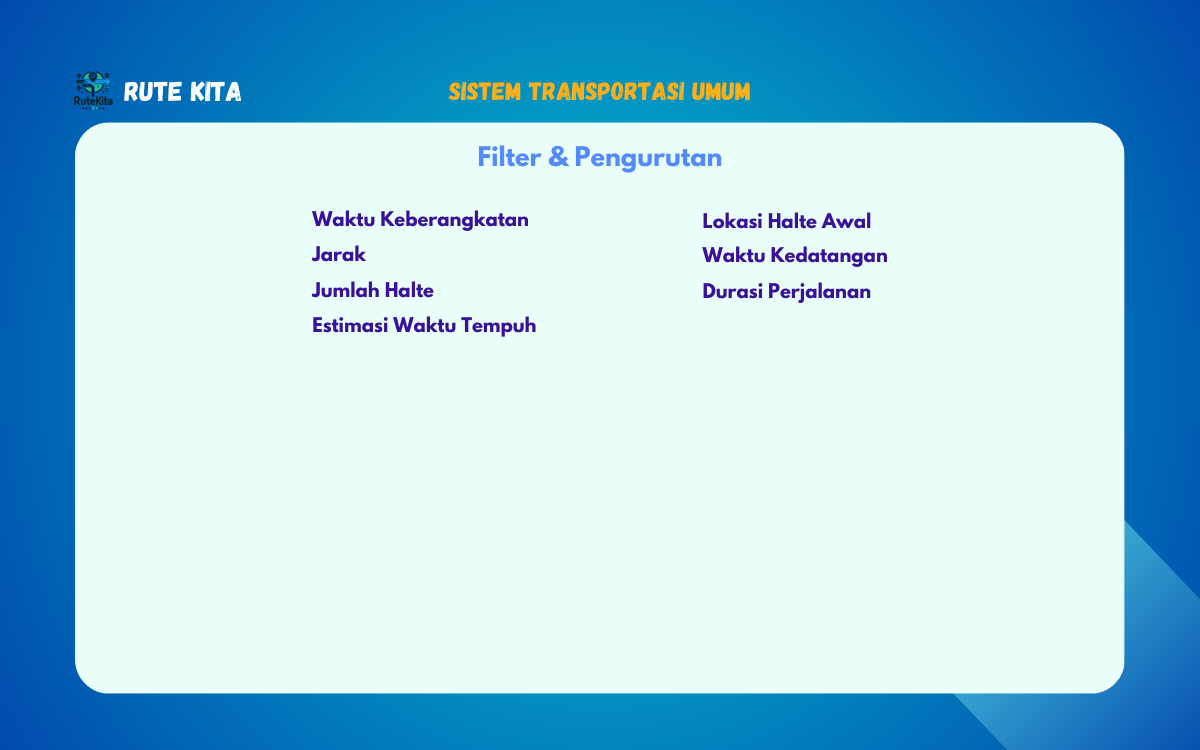 RuteKita
RUTE KITA
SISTEM TRANSPORTASI UMUM
Filter & Pengurutan
Waktu Keberangkatan
Jarak
Jumlah Halte
Estimasi Waktu Tempuh
Lokasi Halte Awal
Waktu Kedatangan
Durasi Perjalanan